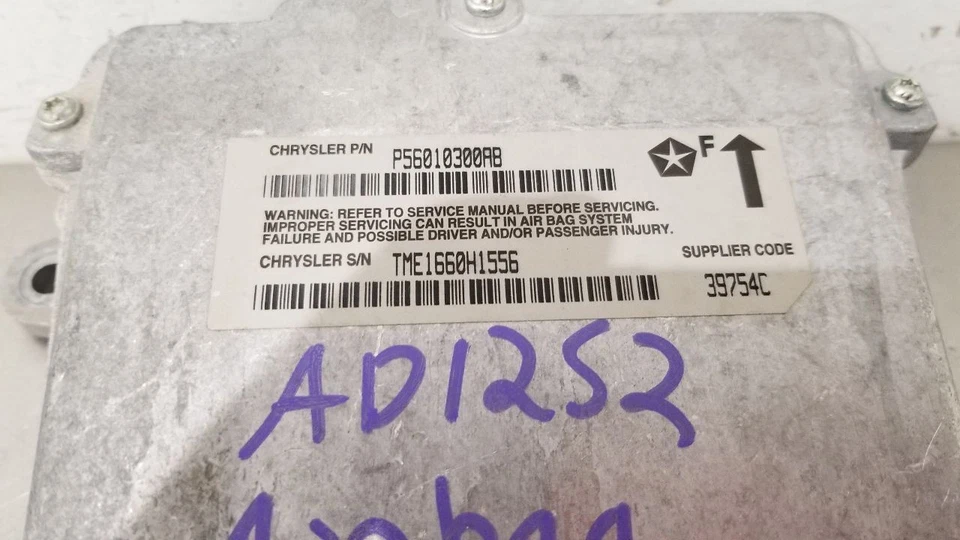 CHRYSLER P/N P56010300AB
F
WARNING: REFER TO SERVICE MANUAL BEFORE SERVICING.
IMPROPER SERVICING CAN RESULT IN AIR BAG SYSTEM
FAILURE AND POSSIBLE DRIVER AND/OR PASSENGER INJURY.
CHRYSLER S/N TME1660H1556
SUPPLIER CODE
39754C
AD1252
Airbag